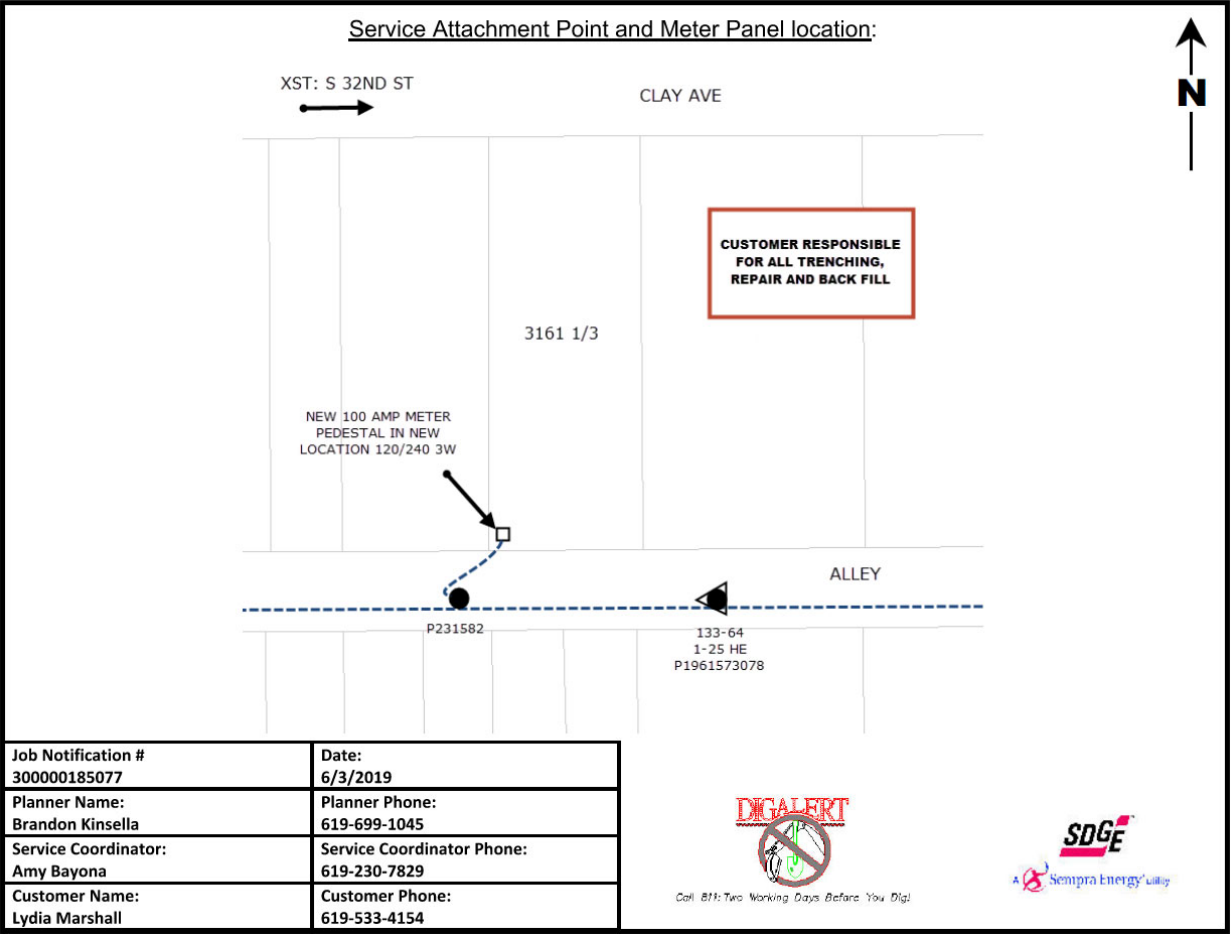 Service Attachment Point and Meter Panel location:
N
XST: S 32ND ST
CLAY AVE
CUSTOMER RESPONSIBLE
FOR ALL TRENCHING,
REPAIR AND BACK FILL
3161 1/3
NEW 100 AMP METER
PEDESTAL IN NEW
LOCATION 120/240 3W
ALLEY
P231582
133-64
1-25 HE
P1961573078
Job Notification #
300000185077
Date:
6/3/2019
Planner Name:
Brandon Kinsella
Planner Phone:
619-699-1045
Service Coordinator:
Amy Bayona
Service Coordinator Phone:
619-230-7829
Customer Name:
Lydia Marshall
Customer Phone:
619-533-4154
DIGALERT
Call 811: Two Working Days Before You Dig!
SDGE
A Sempra Energy utility